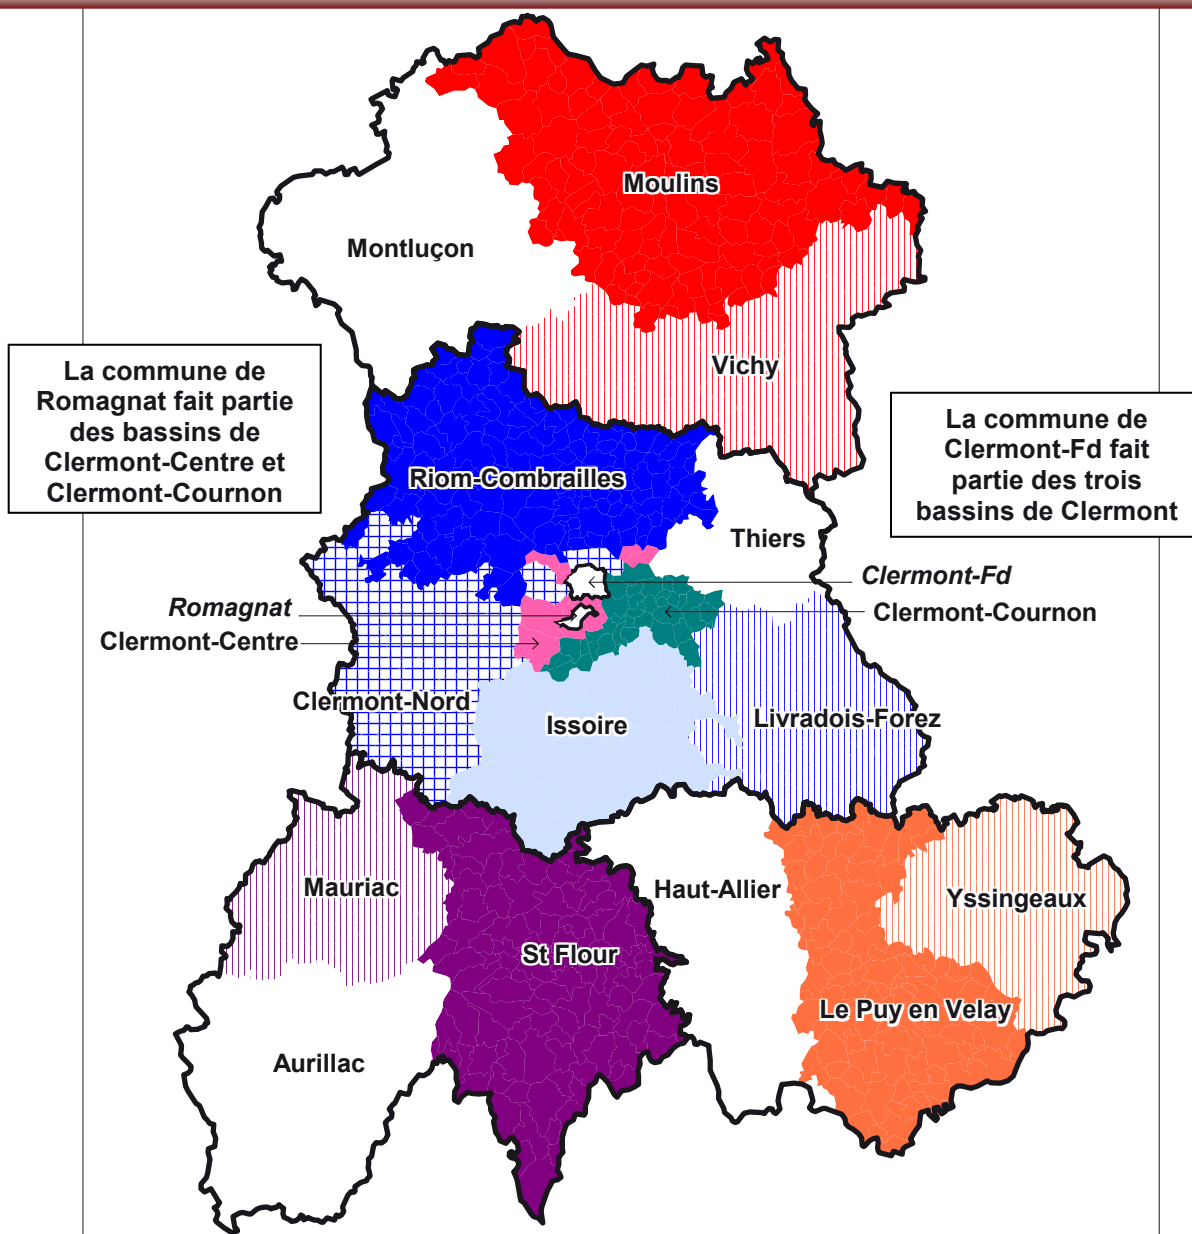 Moulins
Montluçon
La commune de
Romagnat fait partie
des bassins de
Clermont-Centre et
Clermont-Cournon
Vichy
La commune de
Clermont-Fd fait
partie des trois
bassins de Clermont
Riom-Combrailles
Thiers
Clermont-Fd
Romagnat
Clermont-Cournon
Clermont-Centre
Clermont-Nord
Issoire
Livradois-Forez
Mauriac
Haut-Allier
Yssingeaux
St Flour
Le Puy en Velay
Aurillac